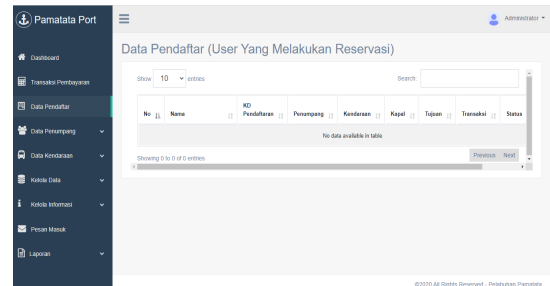 Pamatata Port
Administrator
Dashboard
Transaksi Pembayaran
Data Pendaftar
Data Penumpang
Data Kendaraan
Kelola Data
Kelola Informasi
Pesan Masuk
Laporan
Data Pendaftar (User Yang Melakukan Reservasi)
Show 10 entries Search:
No Nama KD Pendaftaran Penumpang Kendaraan Kapal Tujuan Transaksi Status
No data available in table
Showing 0 to 0 of 0 entries Previous Next
©2020 All Rights Reserved - Pelabuhan Pamatata